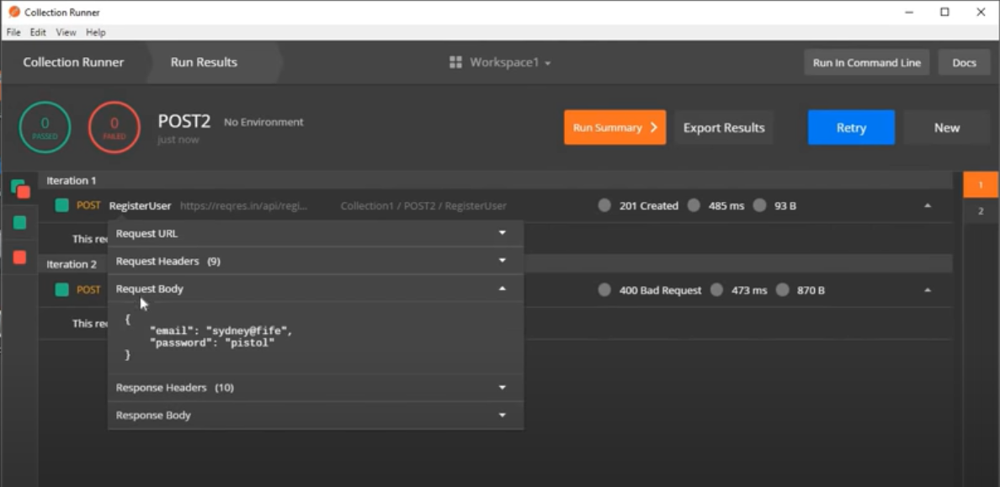 Collection Runner
File Edit View Help
Collection Runner Run Results Workspace1 Run In Command Line Docs
0 PASSED 0 FAILED POST2 No Environment Run Summary Export Results Retry New
just now
Iteration 1 1
POST RegisterUser https://reqres.in/api/regi... Collection1 / POST2 / RegisterUser 201 Created 485 ms 93 B
2
Request URL
This re
Request Headers (9)
Iteration 2
Request Body
POST 400 Bad Request 473 ms 870 B
This re
{
"email": "sydney@fife",
"password": "pistol"
}
Response Headers (10)
Response Body